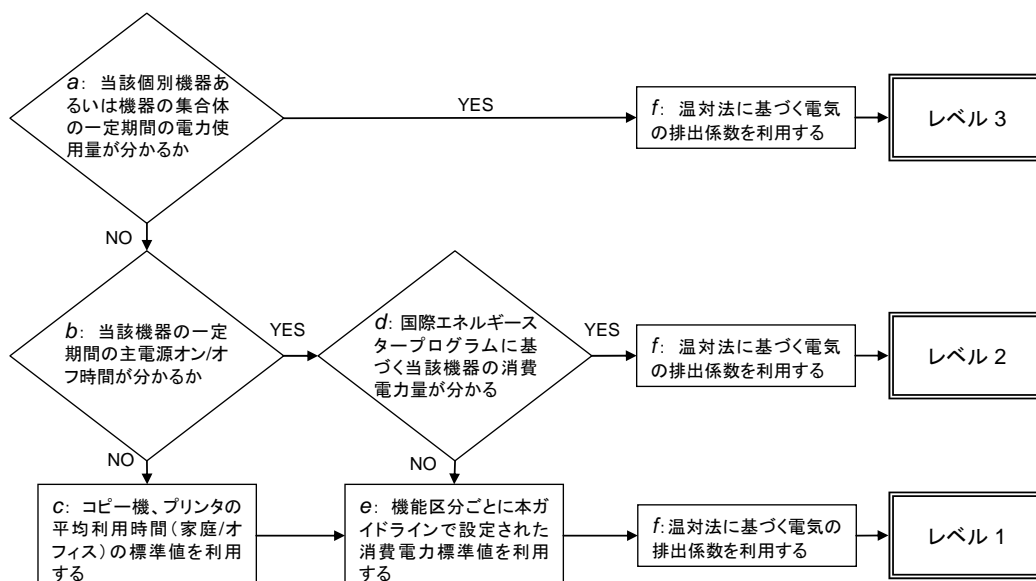 a: 当該個別機器あ
るいは機器の集合体
の一定期間の電力使
用量が分かるか
YES
f: 温対法に基づく電気
の排出係数を利用する
レベル 3
NO
b: 当該機器の一定
期間の主電源オン/オ
フ時間が分かるか
YES
d: 国際エネルギース
タープログラムに基
づく当該機器の消費
電力量が分かる
YES
f: 温対法に基づく電気
の排出係数を利用する
レベル 2
NO
NO
c: コピー機、プリンタの
平均利用時間(家庭/オ
フィス)の標準値を利用
する
e: 機能区分ごとに本ガ
イドラインで設定された
消費電力標準値を利用
する
f:温対法に基づく電気の
排出係数を利用する
レベル 1